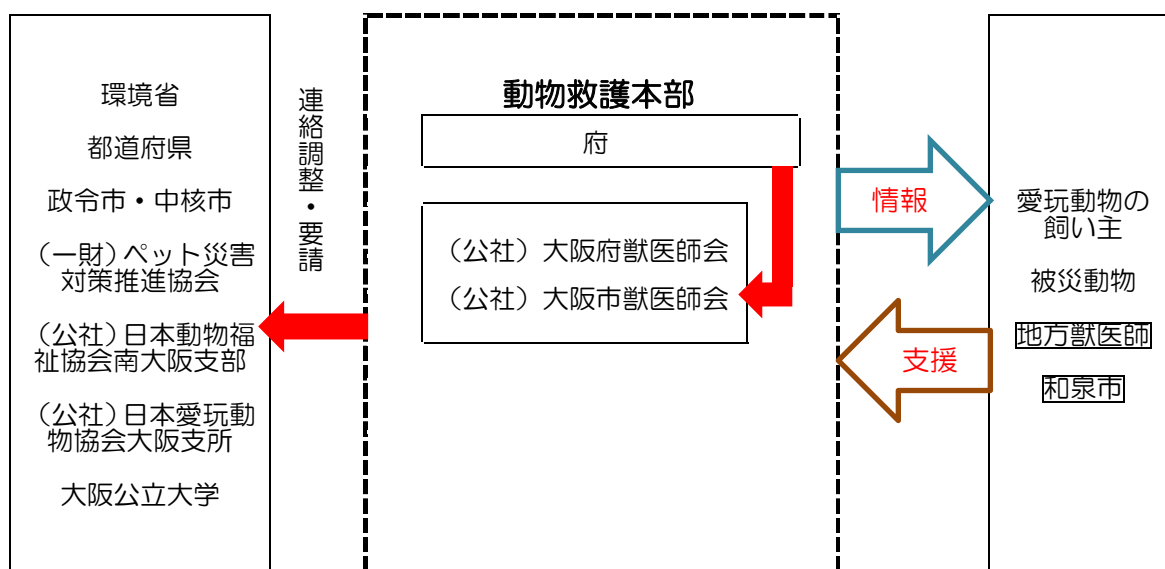 環境省
都道府県
政令市・中核市
（一財）ペット災害
対策推進協会
（公社）日本動物福
祉協会南大阪支部
（公社）日本愛玩動
物協会大阪支所
大阪公立大学
連絡調整・要請
動物救護本部
府
（公社）大阪府獣医師会
（公社）大阪市獣医師会
情報
支援
愛玩動物の
飼い主
被災動物
地方獣医師
和泉市